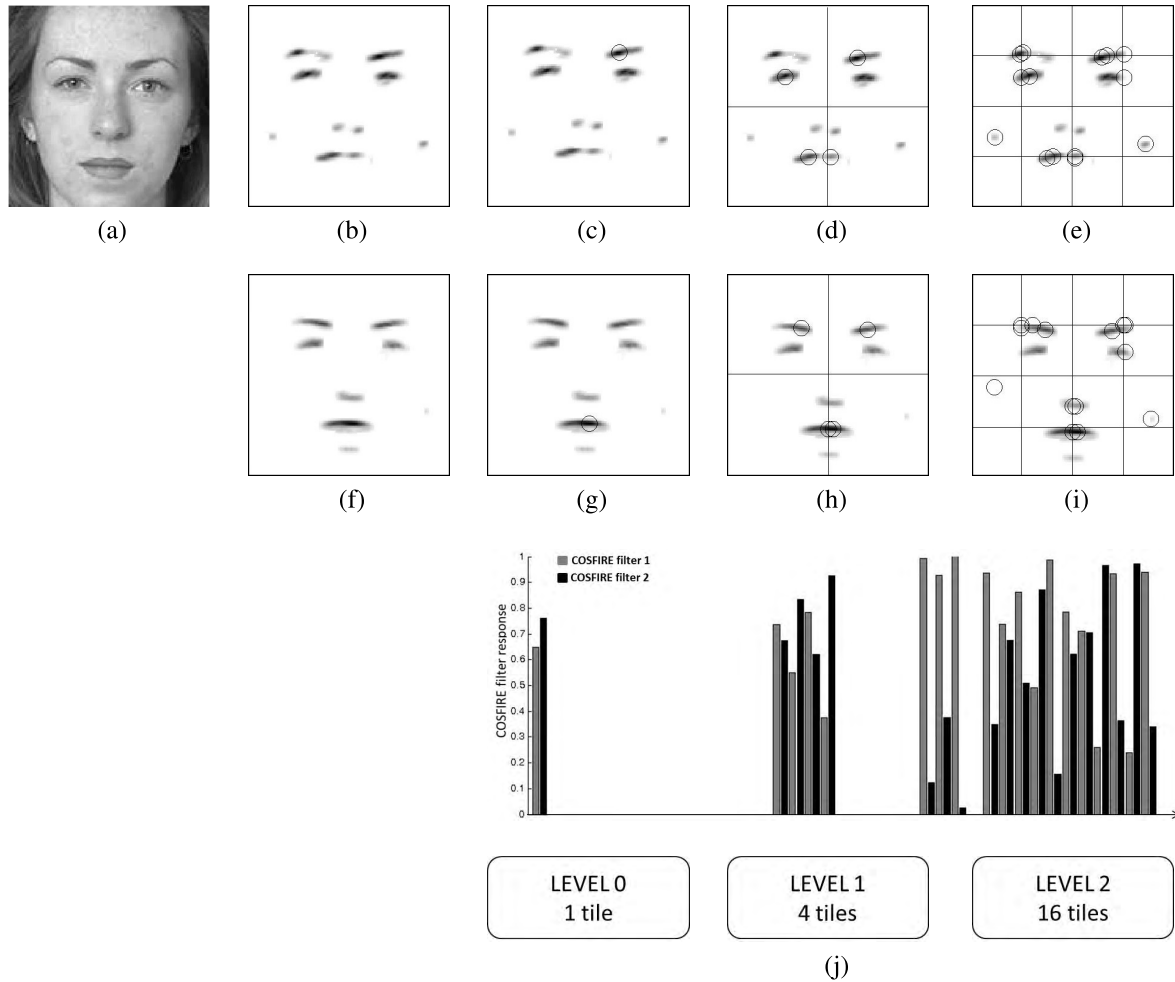 (a)
(b)
(c)
(d)
(e)
(f)
(g)
(h)
(i)
COSFIRE filter response
1
0.9
0.8
0.7
0.6
0.5
0.4
0.3
0.2
0.1
0
COSFIRE filter 1
COSFIRE filter 2
LEVEL 0
1 tile
LEVEL 1
4 tiles
LEVEL 2
16 tiles
(j)